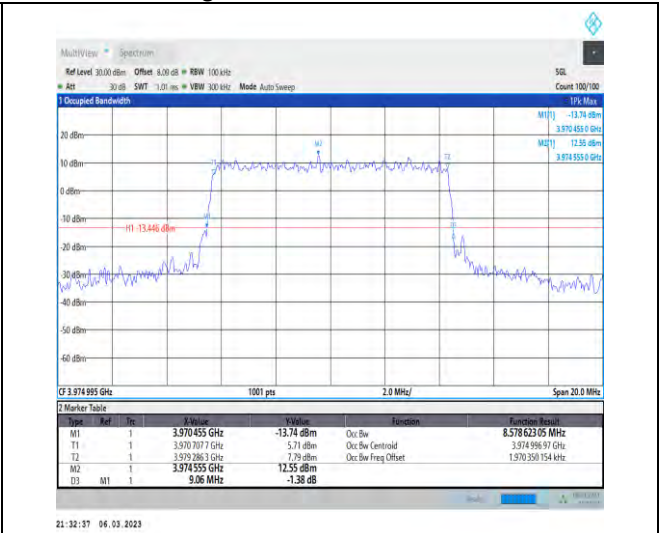 MultiView Spectrum
Ref Level 30.00 dBm Offset 8.09 dB RBW 100 kHz SGL
Att 30 dB SWT 1.01 ms VBW 300 kHz Mode Auto Sweep Count 100/100
1 Occupied Bandwidth 1Pk Max
M1[1] -13.74 dBm
3.970 455 0 GHz
M2[1] 12.55 dBm
3.974 555 0 GHz
20 dBm
M2
T1 T2
10 dBm
0 dBm
-10 dBm
H1 -13.446 dBm
-20 dBm
-30 dBm
-40 dBm
-50 dBm
-60 dBm
CF 3.974 995 GHz 1001 pts 2.0 MHz/ Span 20.0 MHz
2 Marker Table
Type Ref Trc X-Value Y-Value Function Function Result
M1 1 3.970 455 GHz -13.74 dBm Occ Bw 8.578 623 05 MHz
T1 1 3.970 707 7 GHz 5.71 dBm Occ Bw Centroid 3.974 996 97 GHz
T2 1 3.979 286 3 GHz 7.79 dBm Occ Bw Freq Offset 1.970 350 154 kHz
M2 1 3.974 555 GHz 12.55 dBm
D3 M1 1 9.06 MHz -1.38 dB
21:32:37 06.03.2023